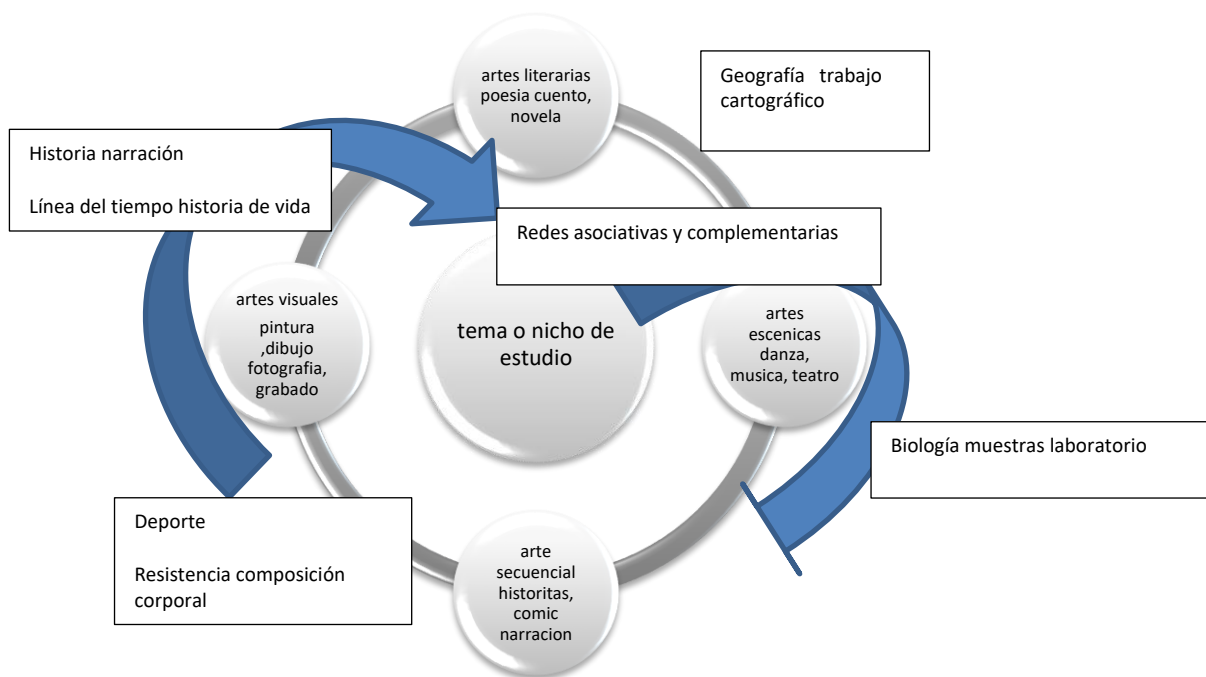 artes literarias
poesia cuento,
novela
Geografía trabajo
cartográfico
Historia narración
Línea del tiempo historia de vida
Redes asociativas y complementarias
artes visuales
pintura
,dibujo
fotografia,
grabado
tema o nicho de
estudio
artes
escenicas
danza,
musica, teatro
Biología muestras laboratorio
Deporte
Resistencia composición
corporal
arte
secuencial
historitas,
comic
narracion